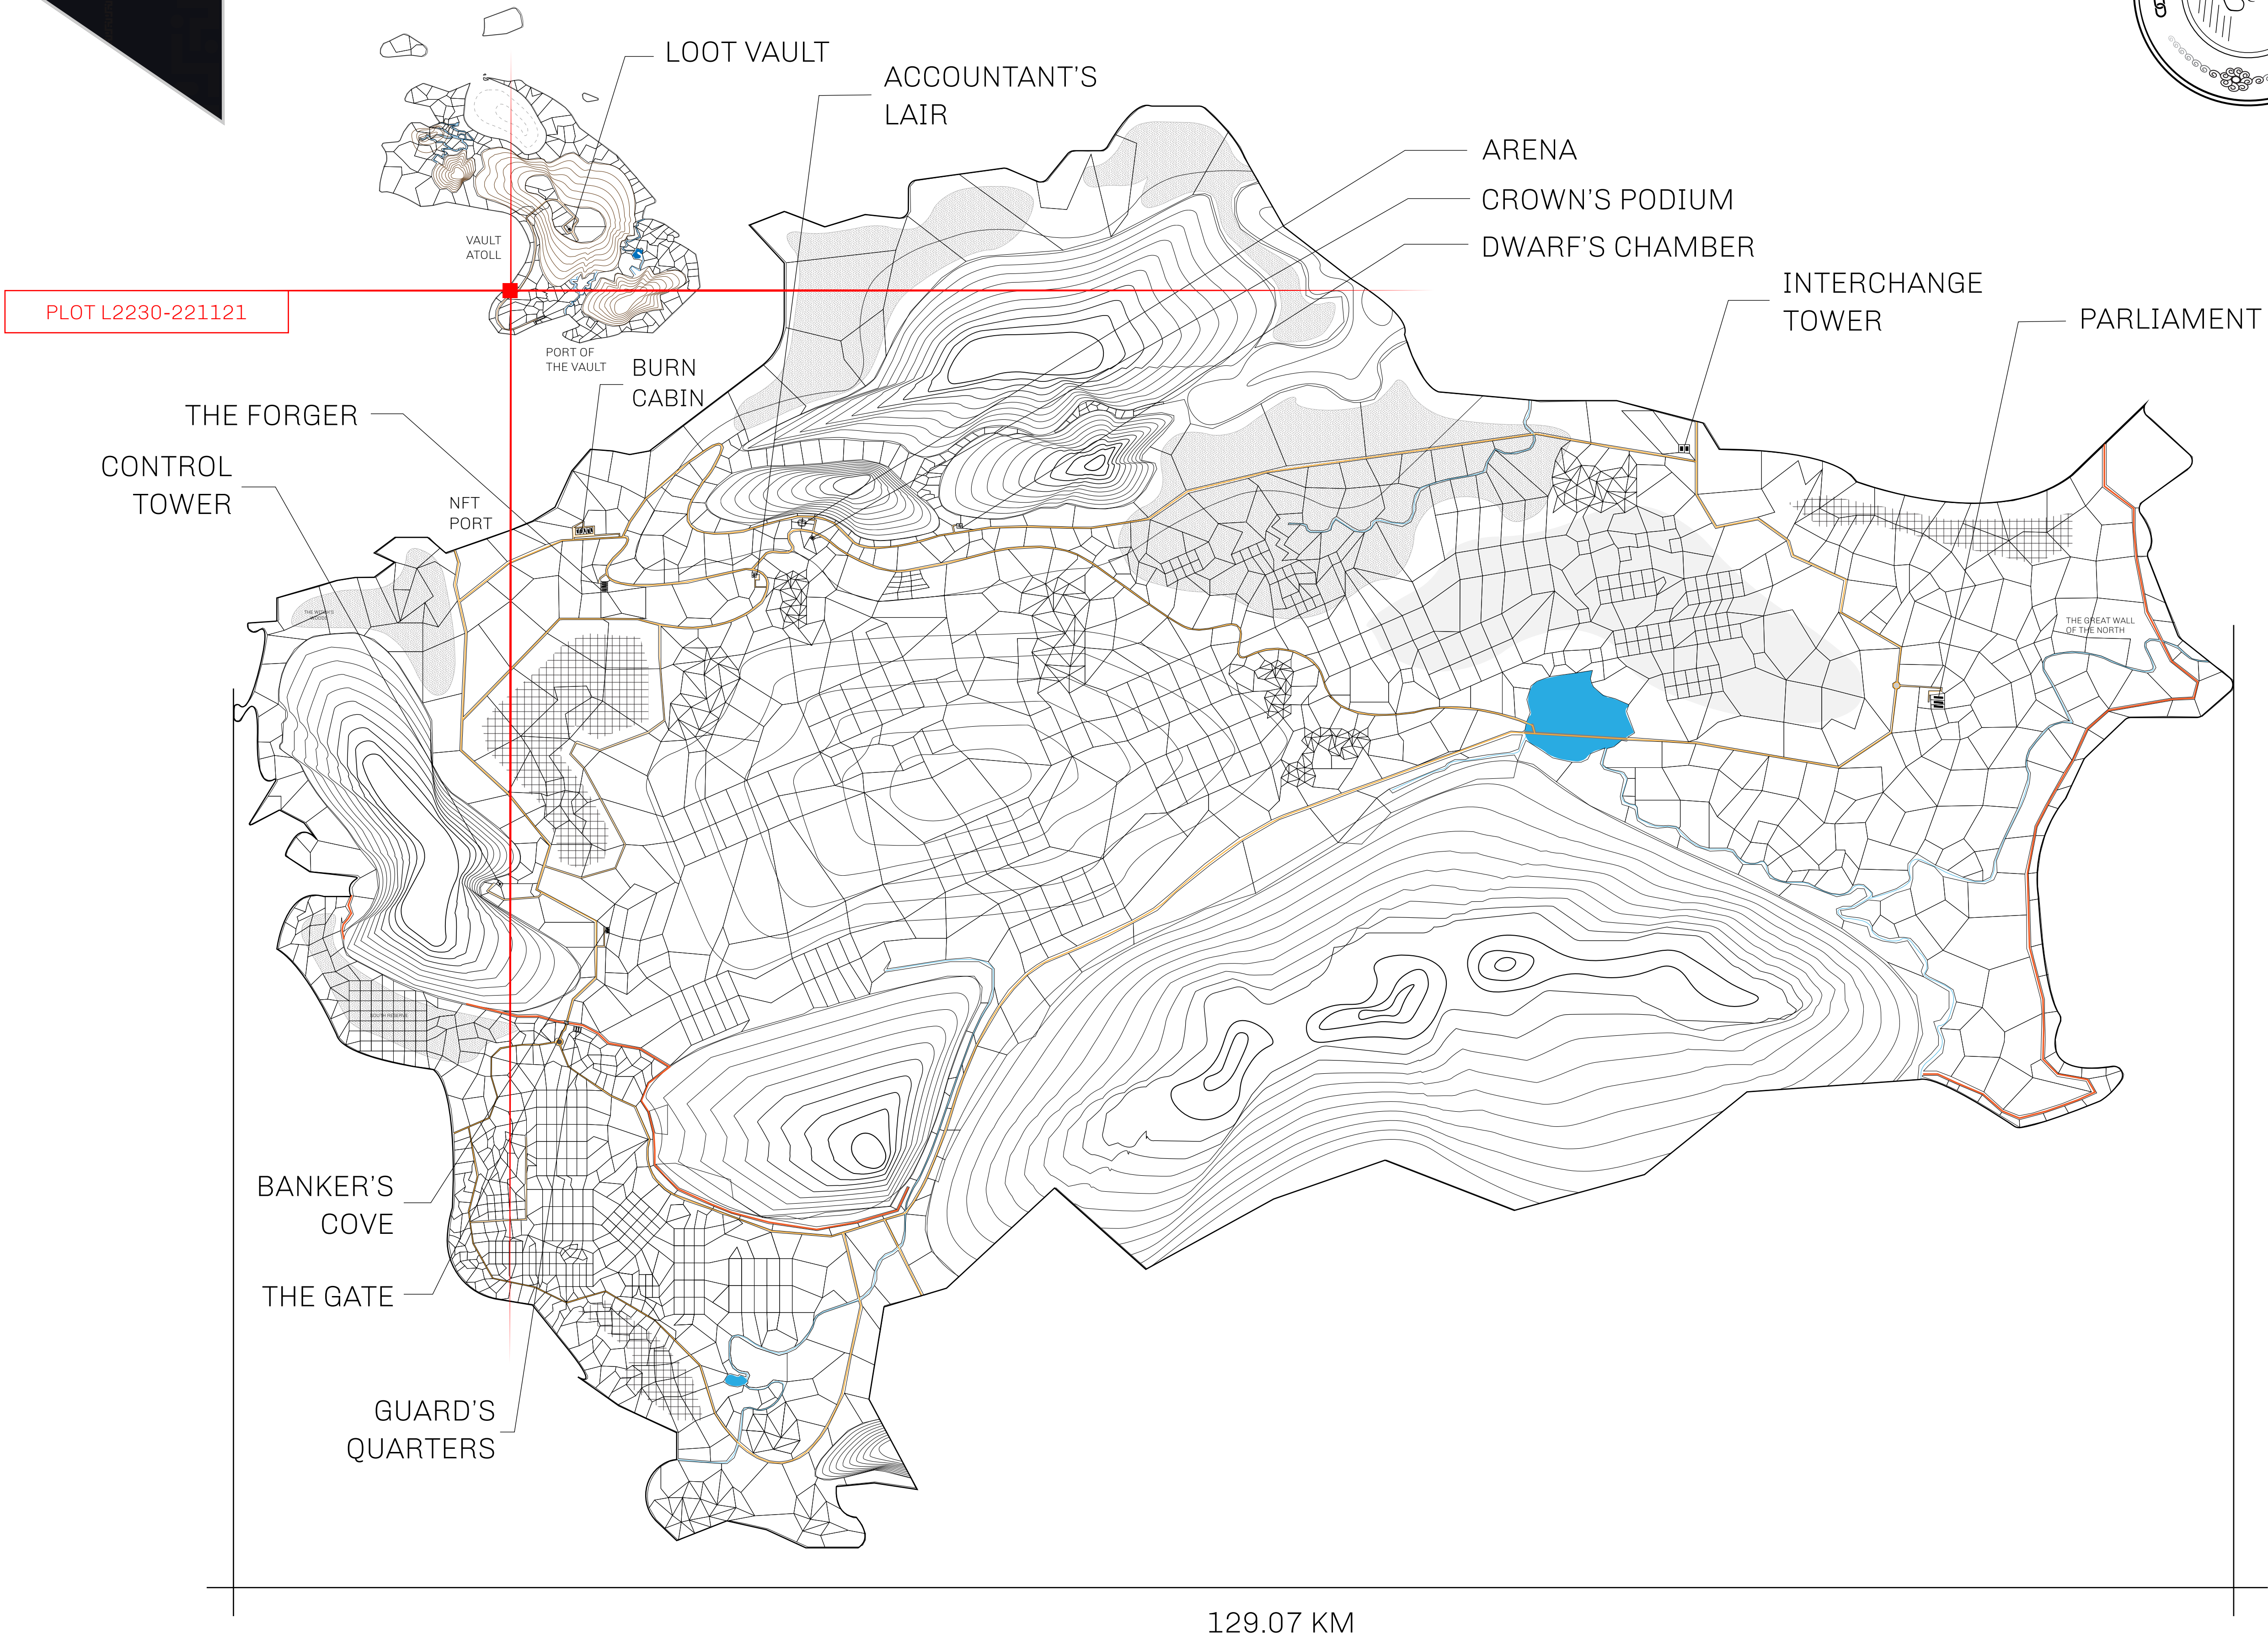 LOOT VAULT
ACCOUNTANT'S
LAIR
ARENA
CROWN'S PODIUM
DWARF'S CHAMBER
INTERCHANGE
TOWER
PARLIAMENT
VAULT
ATOLL
PLOT L2230-221121
PORT OF
THE VAULT
BURN
CABIN
THE FORGER
CONTROL
TOWER
NFT
PORT
THE GREAT WALL
OF THE NORTH
SOUTH RESERVE
BANKER'S
COVE
THE GATE
GUARD'S
QUARTERS
129.07 KM